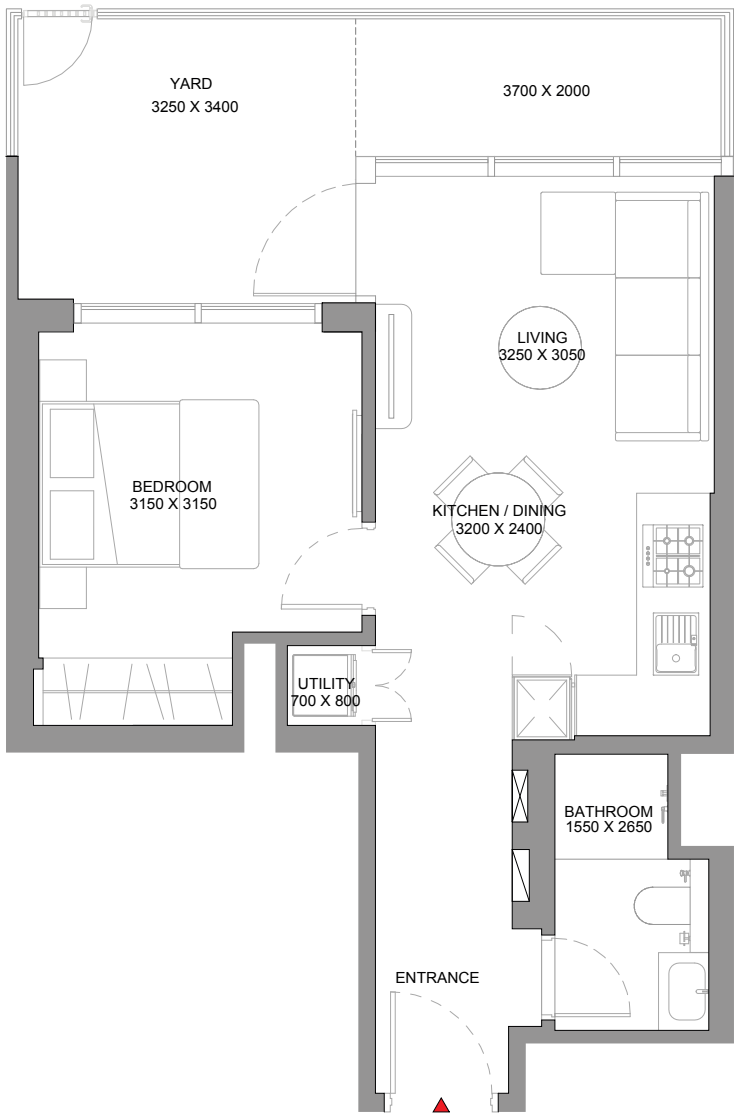 YARD
3250 X 3400
3700 X 2000
LIVING
3250 X 3050
BEDROOM
3150 X 3150
KITCHEN / DINING
3200 X 2400
UTILITY
700 X 800
BATHROOM
1550 X 2650
ENTRANCE